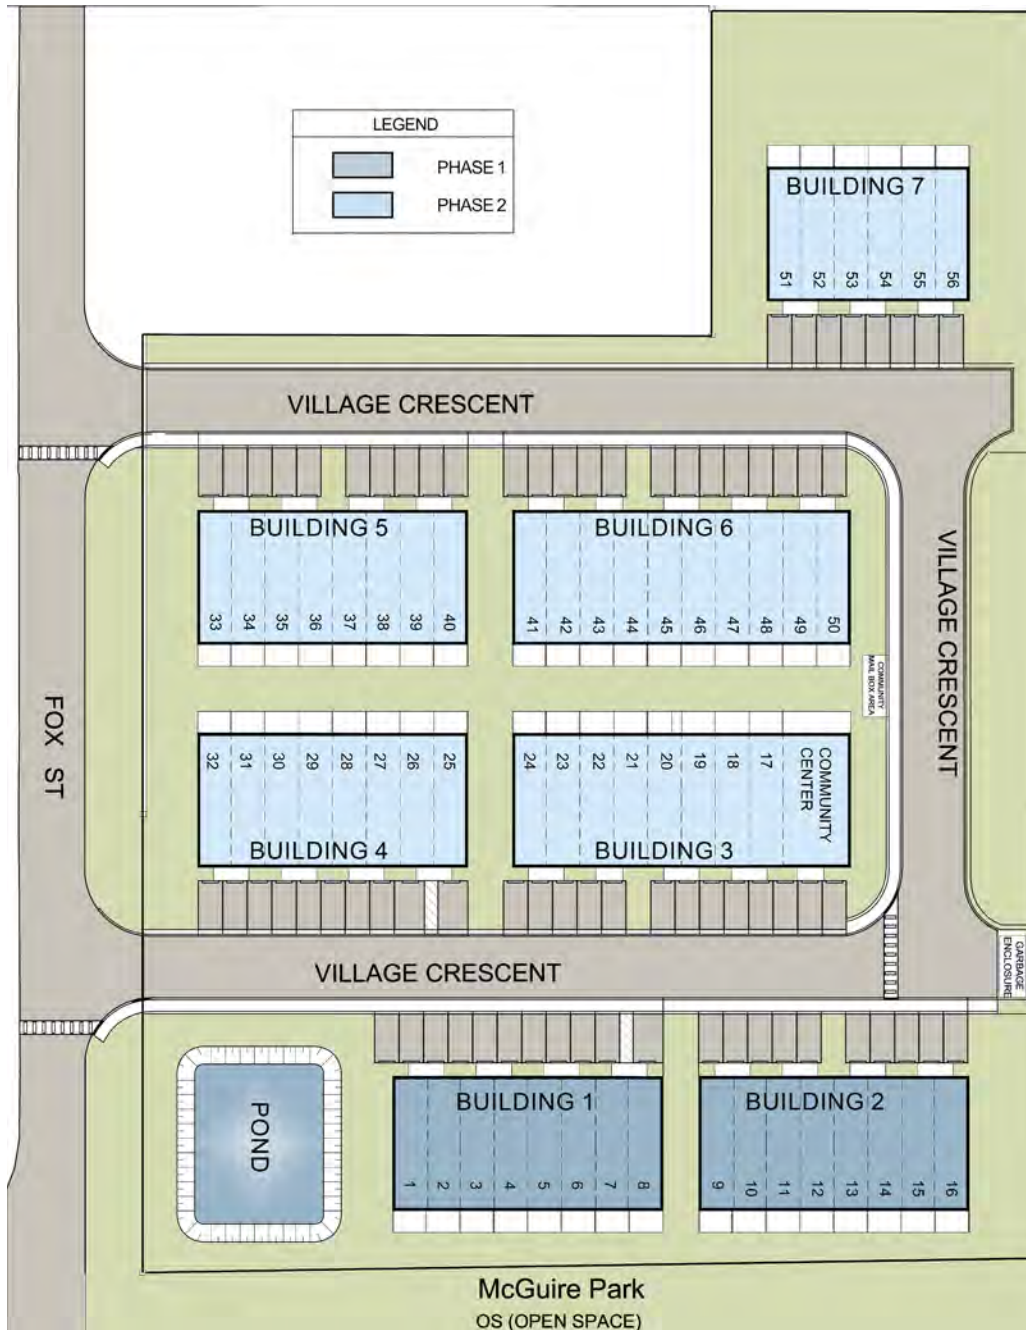 LEGEND
PHASE 1
PHASE 2
BUILDING 7
51 52 53 54 55 56
VILLAGE CRESCENT
BUILDING 5
33 34 35 36 37 38 39 40
BUILDING 6
41 42 43 44 45 46 47 48 49 50
VILLAGE CRESCENT
COMMUNITY
MAIL BOX AREA
FOX ST
32 31 30 29 28 27 26 25
BUILDING 4
24 23 22 21 20 19 18 17
COMMUNITY
CENTER
BUILDING 3
VILLAGE CRESCENT
GARBAGE
ENCLOSURE
POND
BUILDING 1
1 2 3 4 5 6 7 8
BUILDING 2
9 10 11 12 13 14 15 16
McGuire Park
OS (OPEN SPACE)